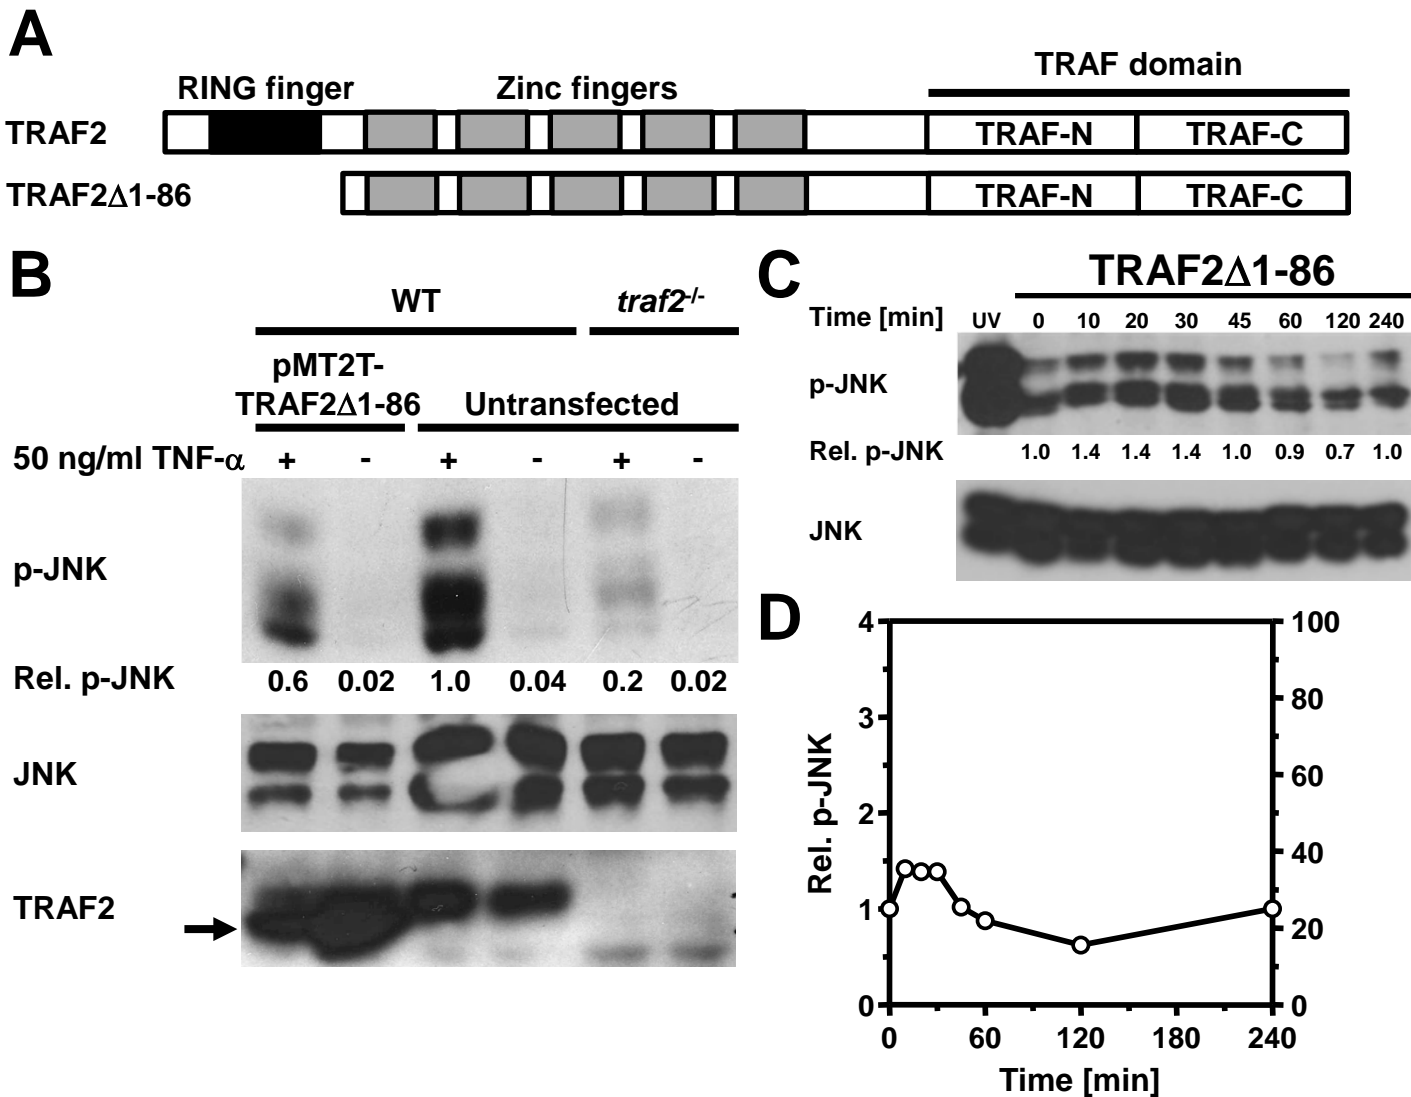 A
RING finger Zinc fingers TRAF domain
TRAF2 TRAF-N TRAF-C
TRAF2Δ1-86 TRAF-N TRAF-C
B
WT traf2-/-
pMT2T-
TRAF2Δ1-86 Untransfected
50 ng/ml TNF-α + - + - + -
p-JNK
Rel. p-JNK 0.6 0.02 1.0 0.04 0.2 0.02
JNK
TRAF2
C
TRAF2Δ1-86
Time [min] UV 0 10 20 30 45 60 120 240
p-JNK
Rel. p-JNK 1.0 1.4 1.4 1.4 1.0 0.9 0.7 1.0
JNK
D
4 100
80
3
60
2
40
1
20
0 0
Rel. p-JNK
0 60 120 180 240
Time [min]